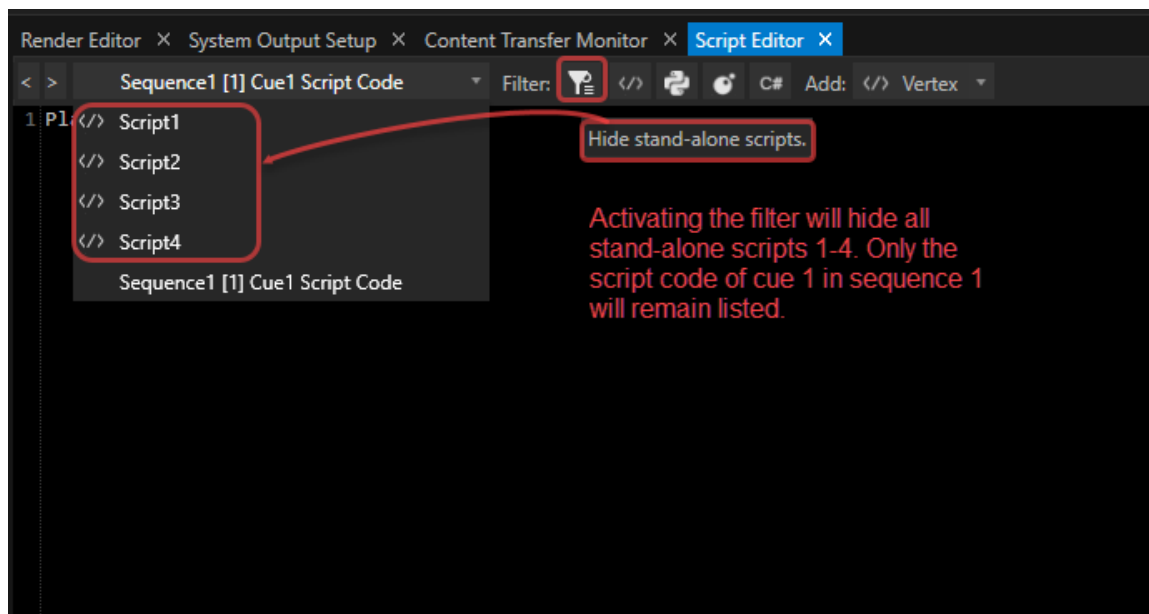 Render Editor × System Output Setup × Content Transfer Monitor × Script Editor ×
< > Sequence1 [1] Cue1 Script Code Filter: </> C# Add: </> Vertex
1 Pl
</> Script1
</> Script2
</> Script3
</> Script4
Sequence1 [1] Cue1 Script Code
Hide stand-alone scripts.
Activating the filter will hide all
stand-alone scripts 1-4. Only the
script code of cue 1 in sequence 1
will remain listed.